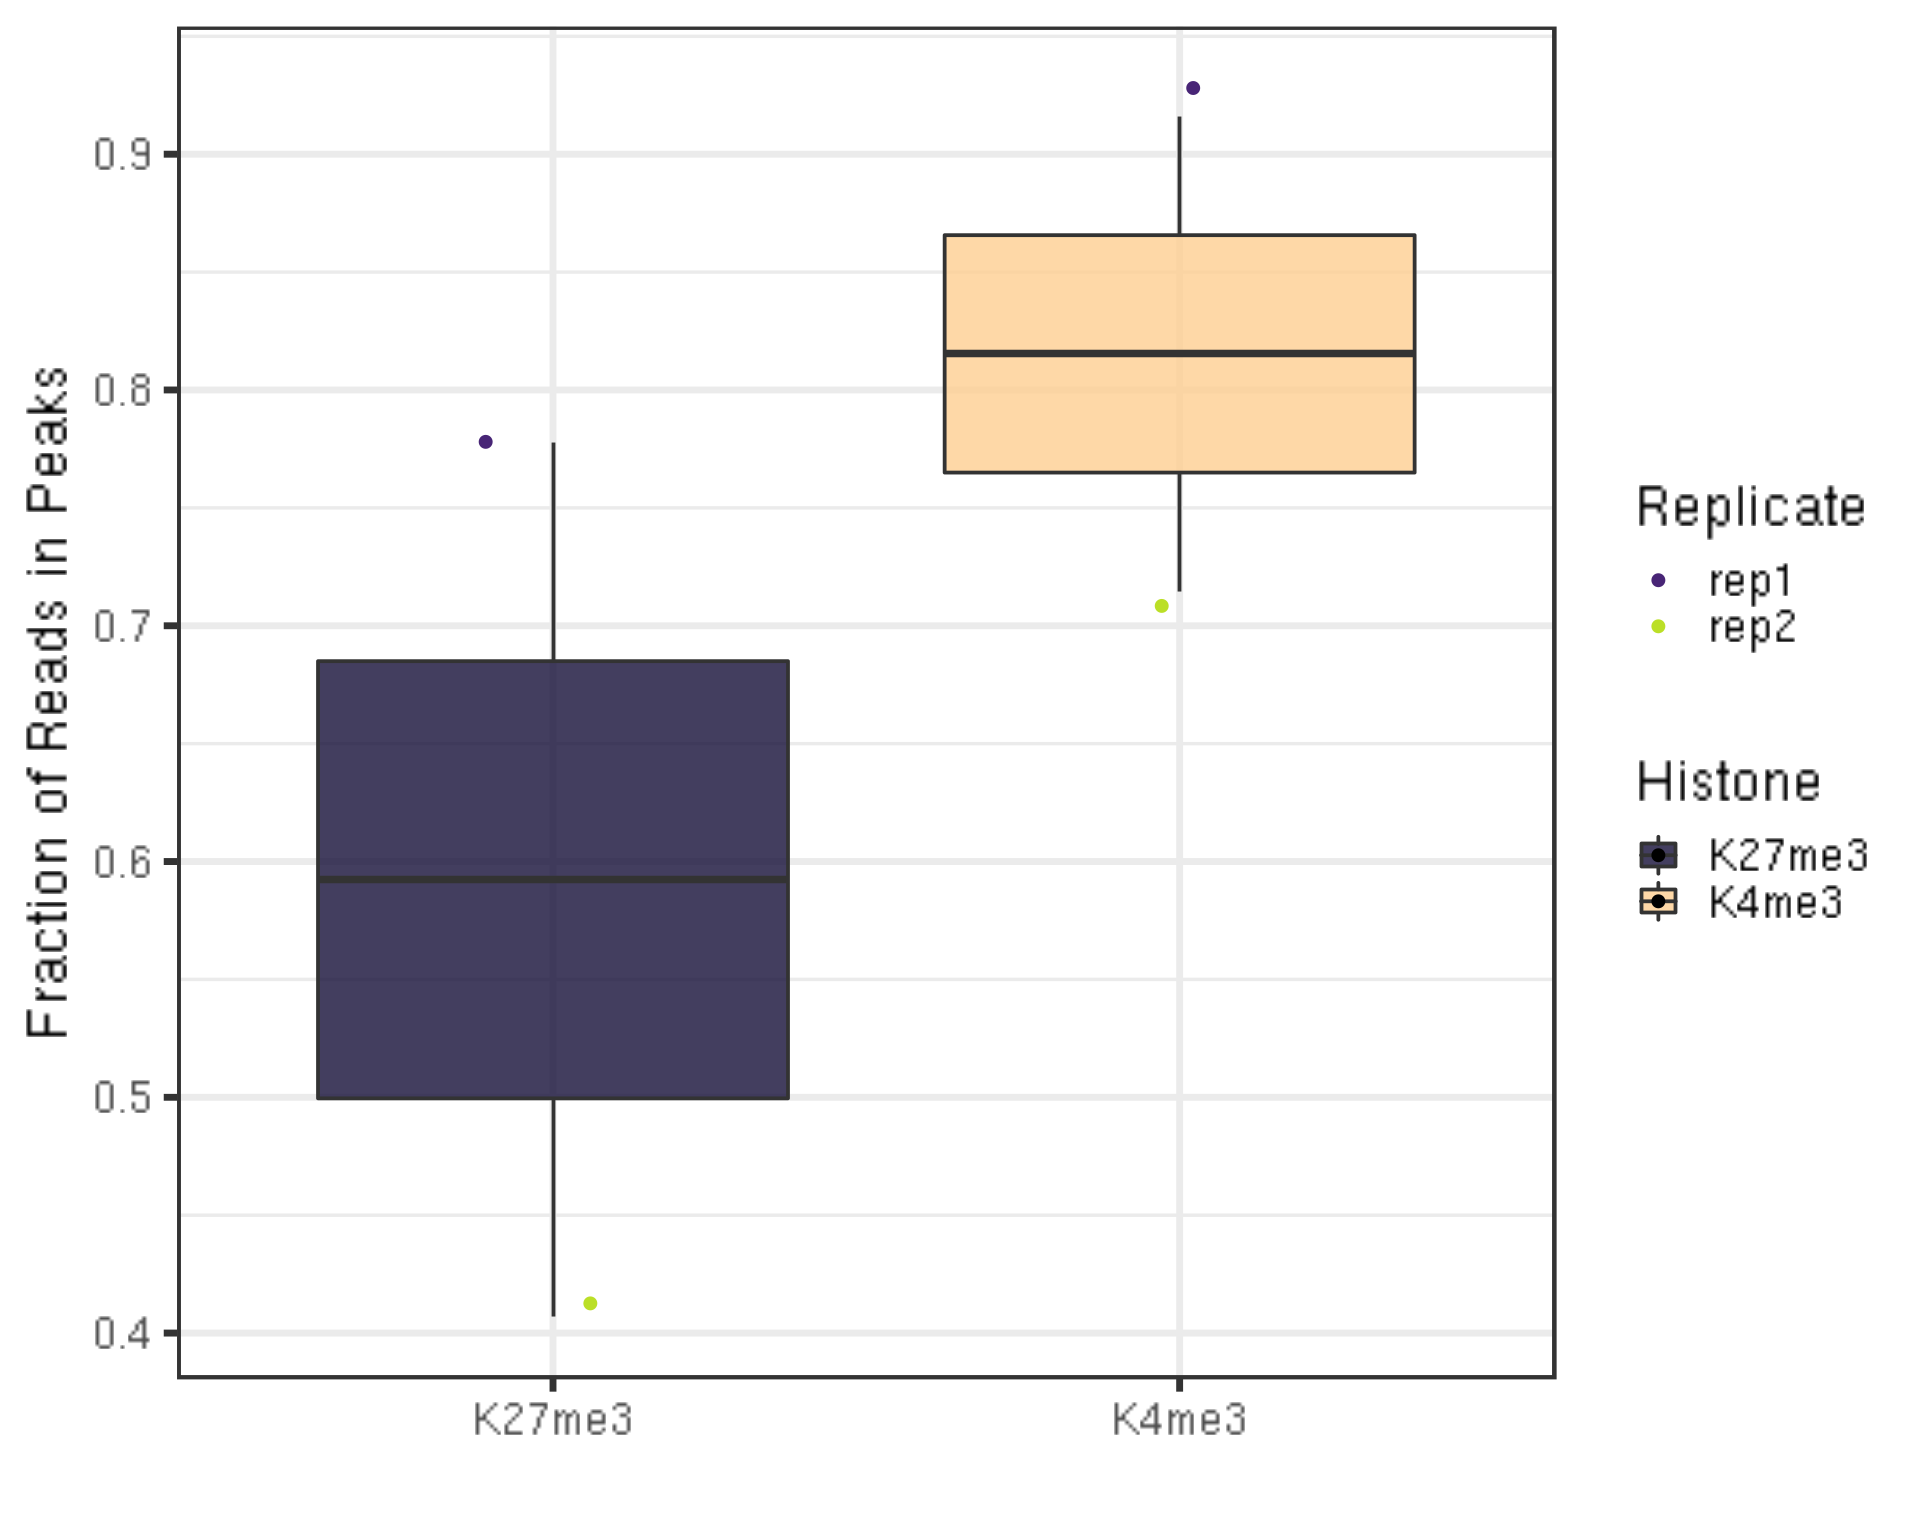 Fraction of Reads in Peaks
0.9
0.8
0.7
0.6
0.5
0.4
K27me3
K4me3
Replicate
rep1
rep2
Histone
K27me3
K4me3